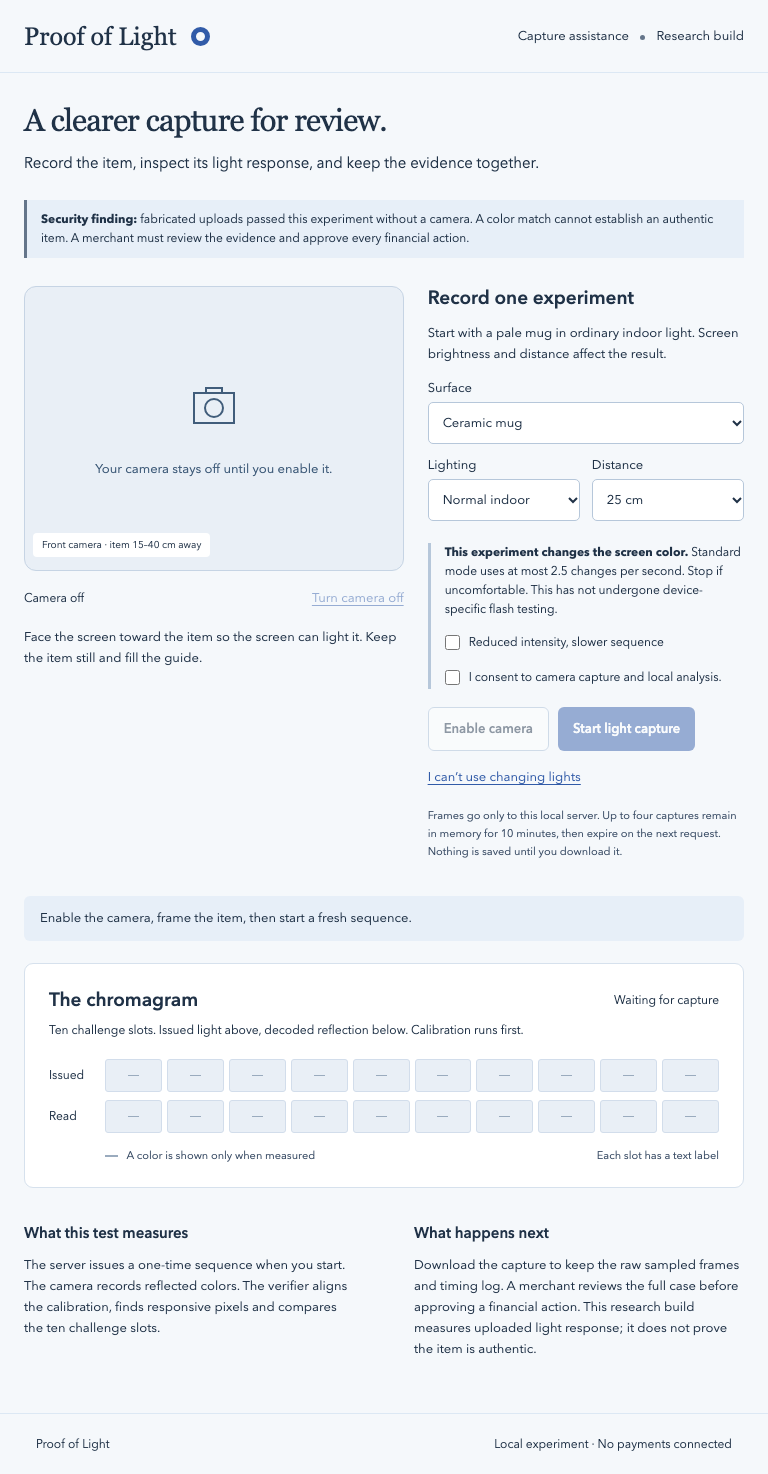 Proof of Light
Capture assistance • Research build
A clearer capture for review.
Record the item, inspect its light response, and keep the evidence together.
Security finding: fabricated uploads passed this experiment without a camera. A color match cannot establish an authentic
item. A merchant must review the evidence and approve every financial action.
Your camera stays off until you enable it.
Front camera · item 15–40 cm away
Camera off
Turn camera off
Face the screen toward the item so the screen can light it. Keep
the item still and fill the guide.
Record one experiment
Start with a pale mug in ordinary indoor light. Screen
brightness and distance affect the result.
Surface
Ceramic mug
Lighting
Distance
Normal indoor
25 cm
This experiment changes the screen color. Standard
mode uses at most 2.5 changes per second. Stop if
uncomfortable. This has not undergone device-
specific flash testing.
Reduced intensity, slower sequence
I consent to camera capture and local analysis.
Enable camera
Start light capture
I can’t use changing lights
Frames go only to this local server. Up to four captures remain
in memory for 10 minutes, then expire on the next request.
Nothing is saved until you download it.
Enable the camera, frame the item, then start a fresh sequence.
The chromagram
Waiting for capture
Ten challenge slots. Issued light above, decoded reflection below. Calibration runs first.
Issued — — — — — — — — — —
Read — — — — — — — — — —
— A color is shown only when measured
Each slot has a text label
What this test measures
The server issues a one-time sequence when you start.
The camera records reflected colors. The verifier aligns
the calibration, finds responsive pixels and compares
the ten challenge slots.
What happens next
Download the capture to keep the raw sampled frames
and timing log. A merchant reviews the full case before
approving a financial action. This research build
measures uploaded light response; it does not prove
the item is authentic.
Proof of Light
Local experiment · No payments connected